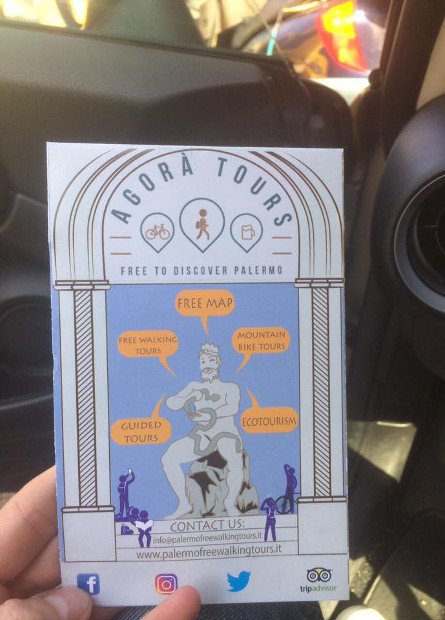 AGORÀ TOURS
FREE TO DISCOVER PALERMO
FREE MAP
FREE WALKING
TOURS
MOUNTAIN
BIKE TOURS
GUIDED
TOURS
ECOTOURISM
CONTACT US:
info@palermofreewalkingtours.it
www.palermofreewalkingtours.it
tripadvisor